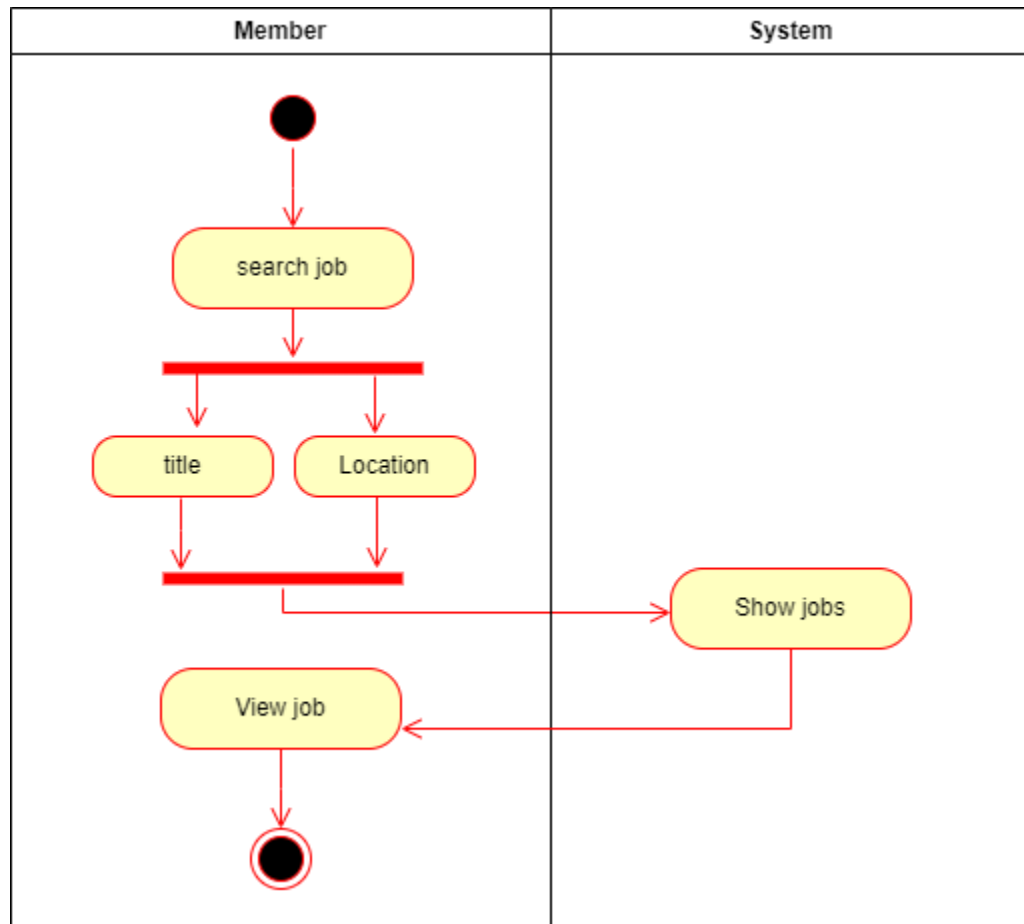 Member
System
search job
title
Location
Show jobs
View job